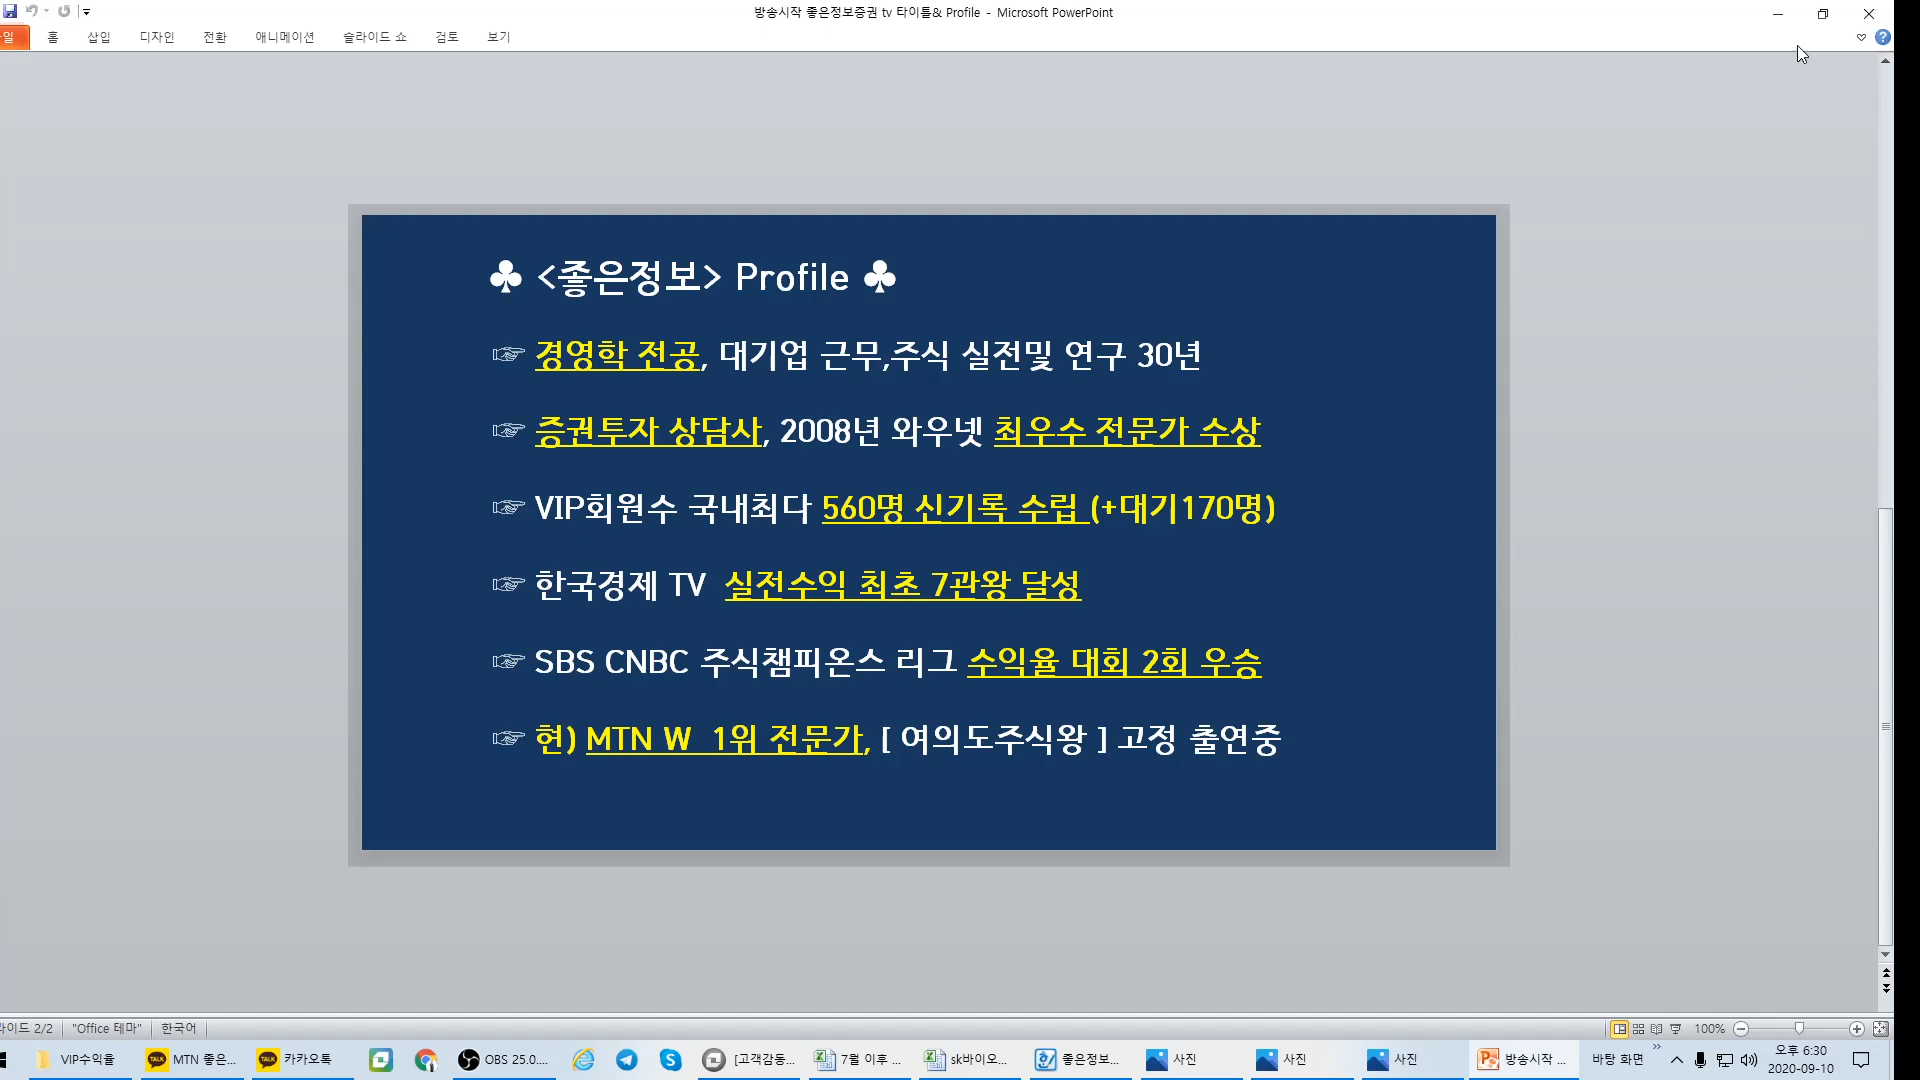 방송시작 좋은정보증권 tv 타이틀& Profile - Microsoft PowerPoint
일 홈 삽입 디자인 전환 애니메이션 슬라이드 쇼 검토 보기
♣ <좋은정보> Profile ♣
☞ 경영학 전공, 대기업 근무,주식 실전및 연구 30년
☞ 증권투자 상담사, 2008년 와우넷 최우수 전문가 수상
☞ VIP회원수 국내최다 560명 신기록 수립 (+대기170명)
☞ 한국경제 TV 실전수익 최초 7관왕 달성
☞ SBS CNBC 주식챔피온스 리그 수익율 대회 2회 우승
☞ 현) MTN W 1위 전문가, [ 여의도주식왕 ] 고정 출연중
라이드 2/2 "Office 테마" 한국어 100%
VIP수익율 MTN 좋은... 카카오톡 OBS 25.0.... [고객감동... 7월 이후 ... sk바이오... 좋은정보... 사진 사진 사진 방송시작 ... 바탕 화면 오후 6:30
2020-09-10